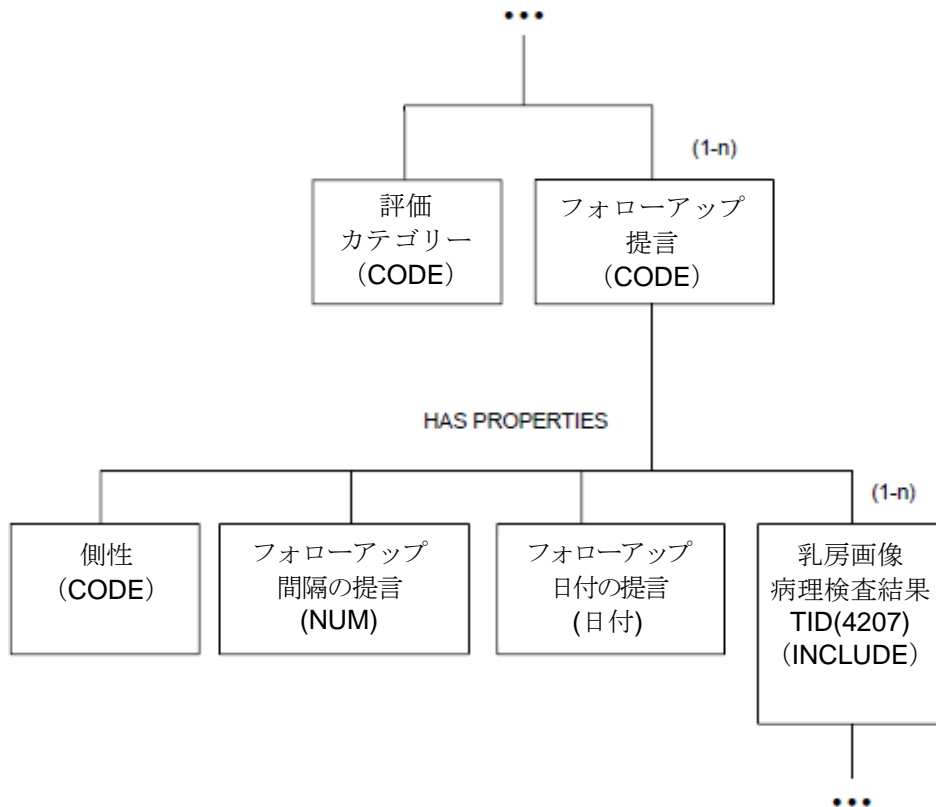 •••
(1-n)
評価
カテゴリー
（CODE）
フォローアップ
提言
（CODE）
HAS PROPERTIES
(1-n)
側性
（CODE）
フォローアップ
間隔の提言
(NUM)
フォローアップ
日付の提言
(日付)
乳房画像
病理検査結果
TID(4207)
（INCLUDE）
•••